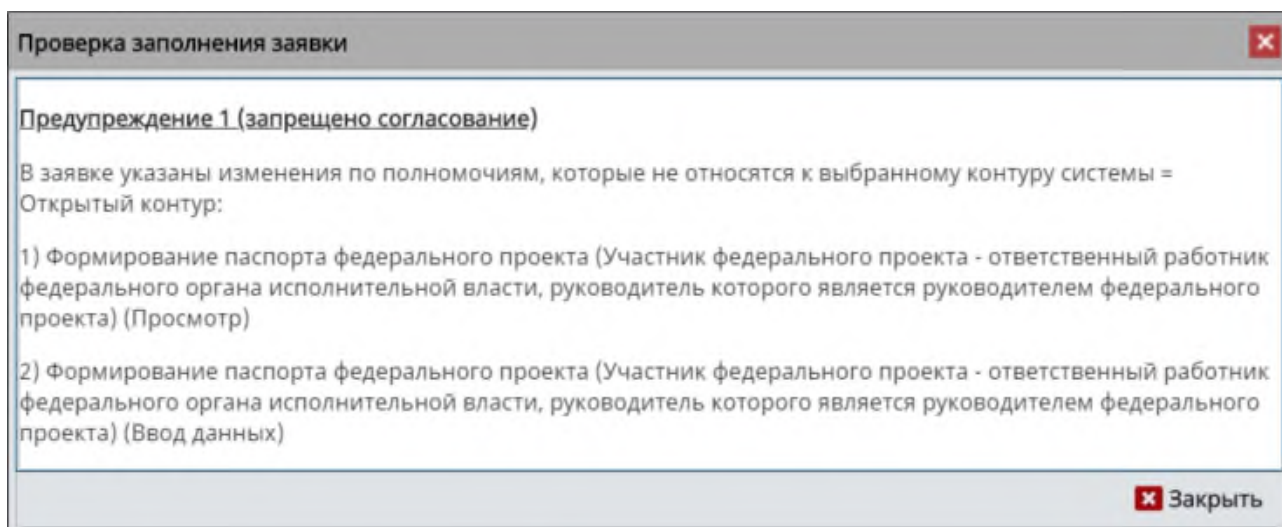 Проверка заполнения заявки
Предупреждение 1 (запрещено согласование)
В заявке указаны изменения по полномочиям, которые не относятся к выбранному контуру системы =
Открытый контур:
1) Формирование паспорта федерального проекта (Участник федерального проекта - ответственный работник
федерального органа исполнительной власти, руководитель которого является руководителем федерального
проекта) (Просмотр)
2) Формирование паспорта федерального проекта (Участник федерального проекта - ответственный работник
федерального органа исполнительной власти, руководитель которого является руководителем федерального
проекта) (Ввод данных)
Закрыть